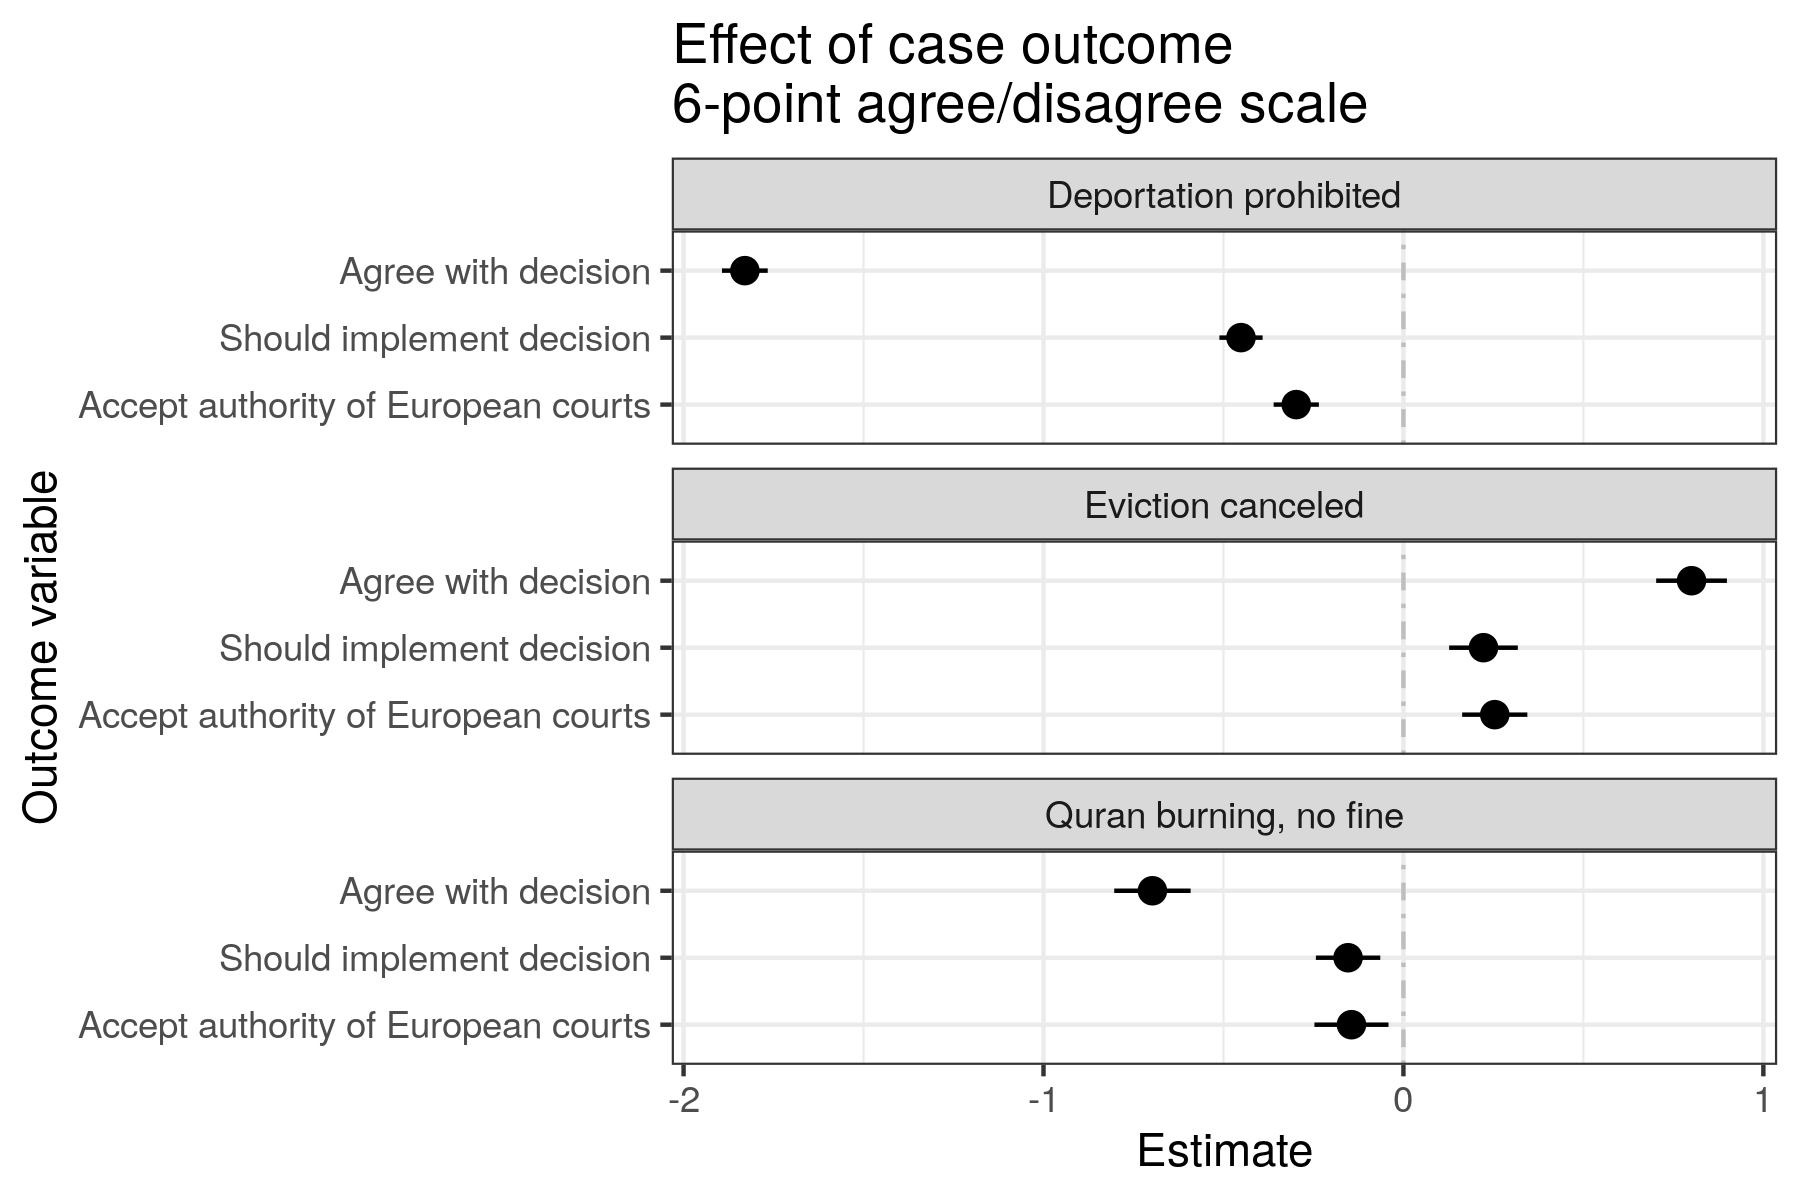 Effect of case outcome
6-point agree/disagree scale
Deportation prohibited
Agree with decision
Should implement decision
Accept authority of European courts
Eviction canceled
Agree with decision
Should implement decision
Accept authority of European courts
Quran burning, no fine
Agree with decision
Should implement decision
Accept authority of European courts
Outcome variable
-2 -1 0 1
Estimate